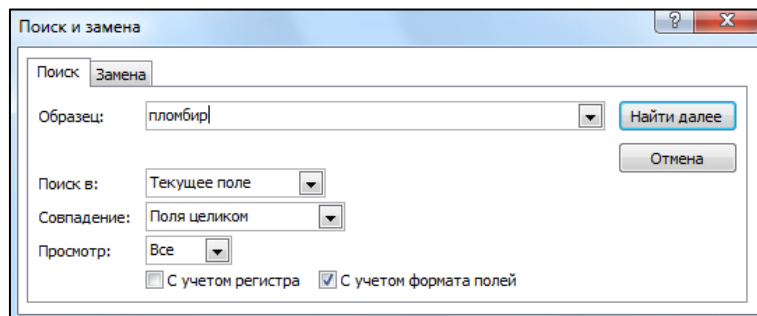 Поиск и замена
Поиск Замена
Образец: пломбир Найти далее
Отмена
Поиск в: Текущее поле
Совпадение: Поля целиком
Просмотр: Все
С учетом регистра С учетом формата полей